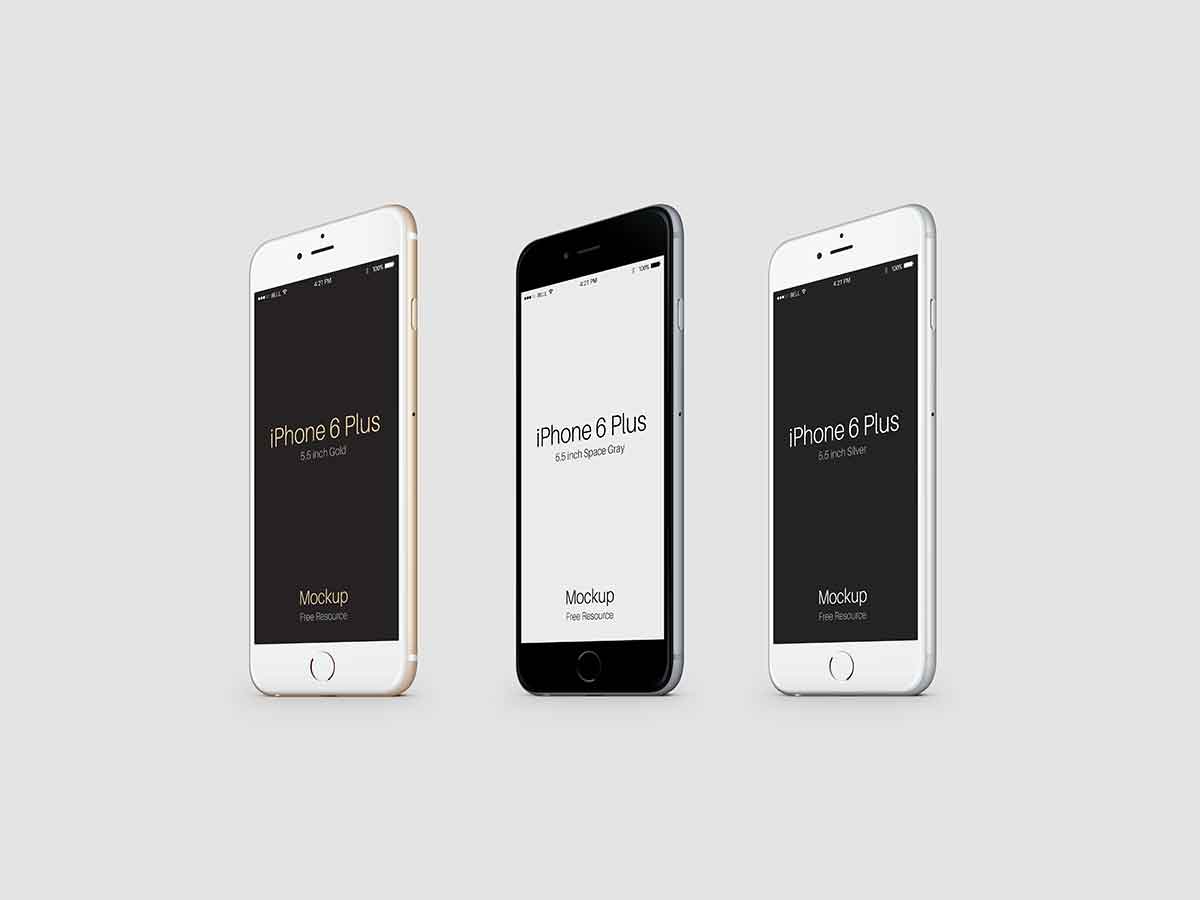 BELL 4:21 PM 100%
iPhone 6 Plus
5.5 inch Gold
Mockup
Free Resource
BELL 4:21 PM 100%
iPhone 6 Plus
5.5 inch Space Gray
Mockup
Free Resource
BELL 4:21 PM 100%
iPhone 6 Plus
5.5 inch Silver
Mockup
Free Resource